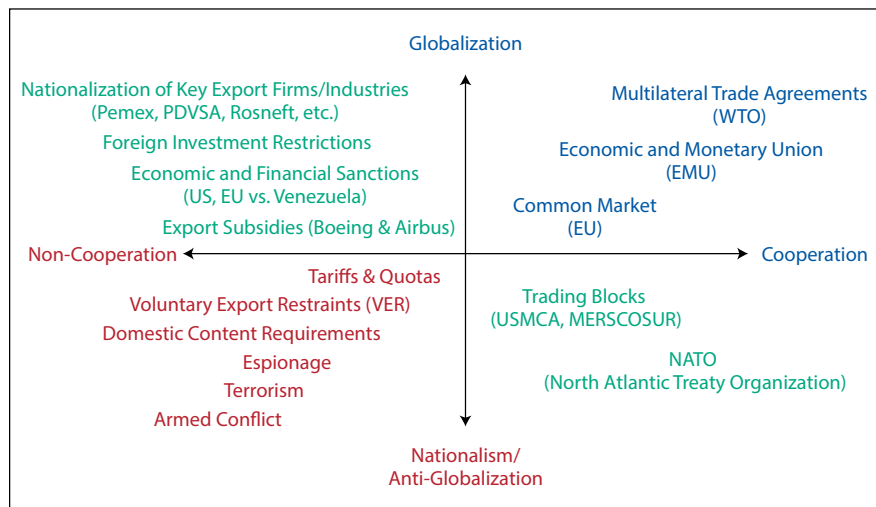 Globalization
Nationalization of Key Export Firms/Industries
(Pemex, PDVSA, Rosneft, etc.)
Foreign Investment Restrictions
Economic and Financial Sanctions
(US, EU vs. Venezuela)
Export Subsidies (Boeing & Airbus)
Multilateral Trade Agreements
(WTO)
Economic and Monetary Union
(EMU)
Common Market
(EU)
Non-Cooperation
Cooperation
Tariffs & Quotas
Voluntary Export Restraints (VER)
Domestic Content Requirements
Espionage
Terrorism
Armed Conflict
Trading Blocks
(USMCA, MERSCOSUR)
NATO
(North Atlantic Treaty Organization)
Nationalism/
Anti-Globalization